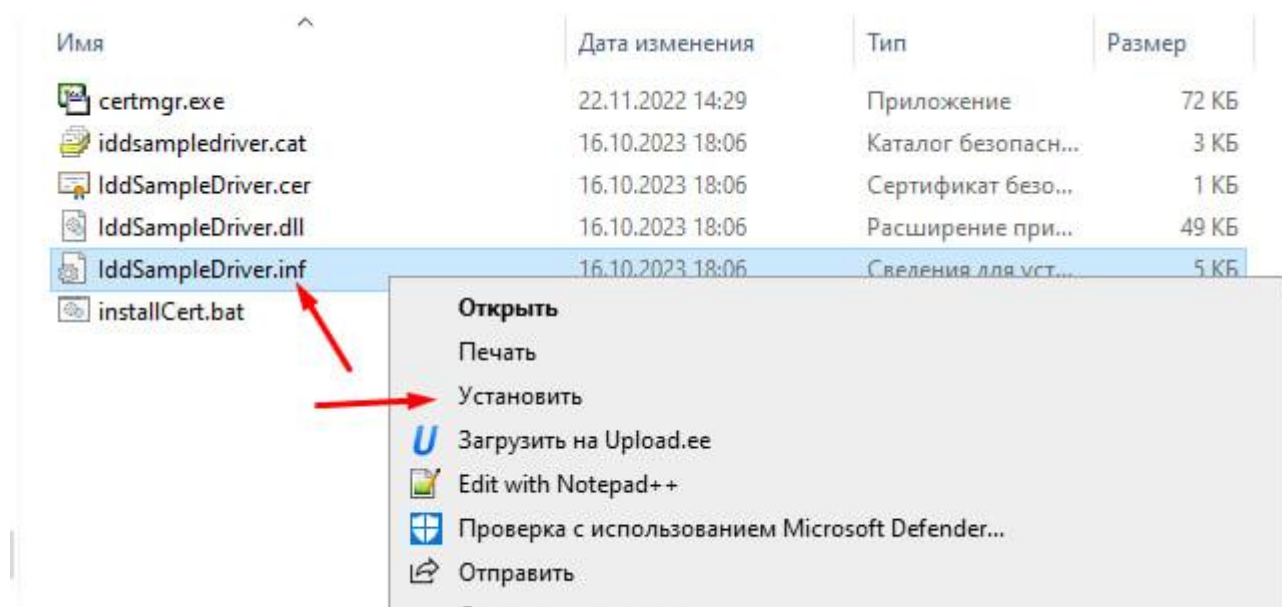 Имя Дата изменения Тип Размер
certmgr.exe 22.11.2022 14:29 Приложение 72 КБ
iddsampledriver.cat 16.10.2023 18:06 Каталог безопасн... 3 КБ
IddSampleDriver.cer 16.10.2023 18:06 Сертификат безо... 1 КБ
IddSampleDriver.dll 16.10.2023 18:06 Расширение при... 49 КБ
IddSampleDriver.inf 16.10.2023 18:06 Сведения для уст... 5 КБ
installCert.bat
Открыть
Печать
Установить
Загрузить на Upload.ee
Edit with Notepad++
Проверка с использованием Microsoft Defender...
Отправить